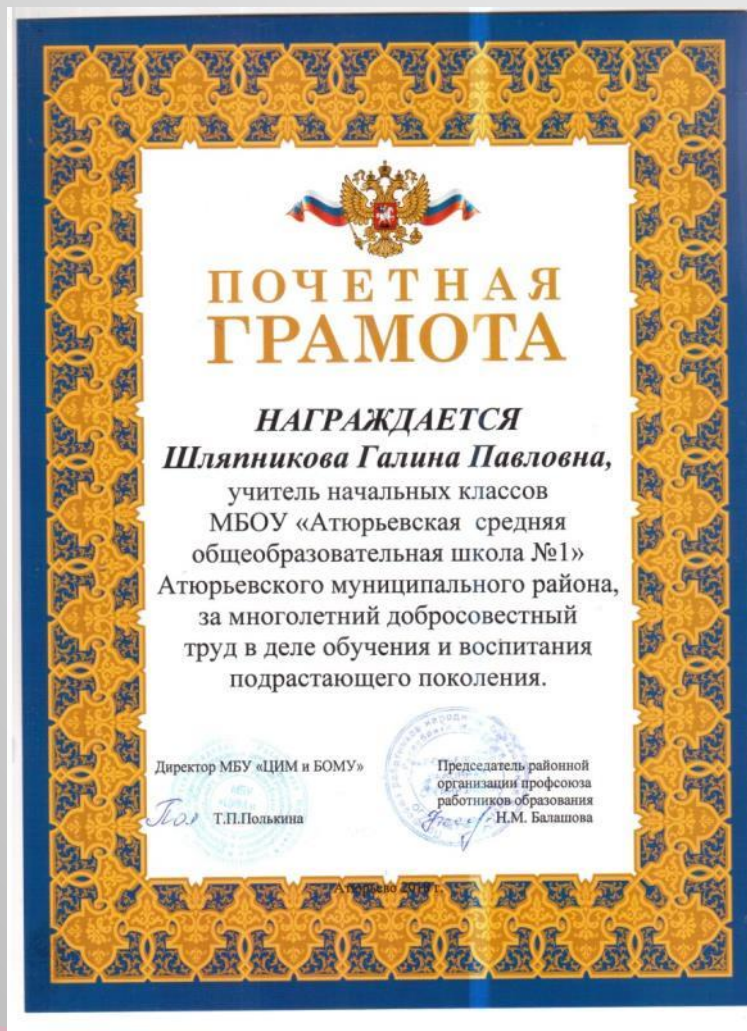 ПОЧЕТНАЯ
ГРАМОТА
НАГРАЖДАЕТСЯ
Шляпникова Галина Павловна,
учитель начальных классов
МБОУ «Атюрьевская средняя
общеобразовательная школа №1»
Атюрьевского муниципального района,
за многолетний добросовестный
труд в деле обучения и воспитания
подрастающего поколения.
Директор МБУ «ЦИМ и БОМУ»
Т.П.Полькина
Председатель районной
организации профсоюза
работников образования
Н.М. Балашова
Атюрьево